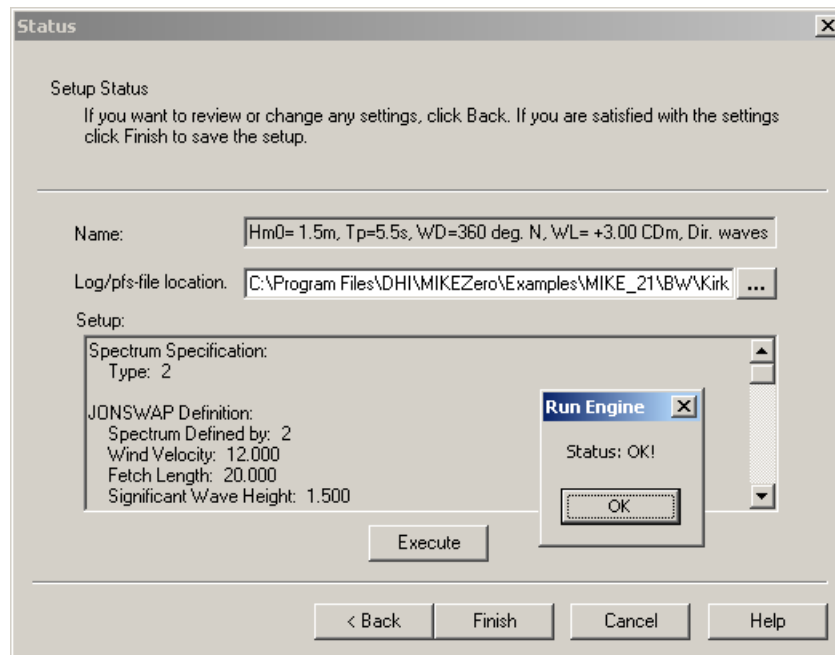 Status
Setup Status
If you want to review or change any settings, click Back. If you are satisfied with the settings
click Finish to save the setup.
Name: Hm0= 1.5m, Tp=5.5s, WD=360 deg. N, WL= +3.00 CDm, Dir. waves
Log/pfs-file location. C:\Program Files\DHI\MIKEZero\Examples\MIKE_21\BW\Kirk ...
Setup:
Spectrum Specification:
Type: 2
JONSWAP Definition:
Spectrum Defined by: 2
Wind Velocity: 12.000
Fetch Length: 20.000
Significant Wave Height: 1.500
Run Engine
Status: OK!
OK
Execute
< Back Finish Cancel Help